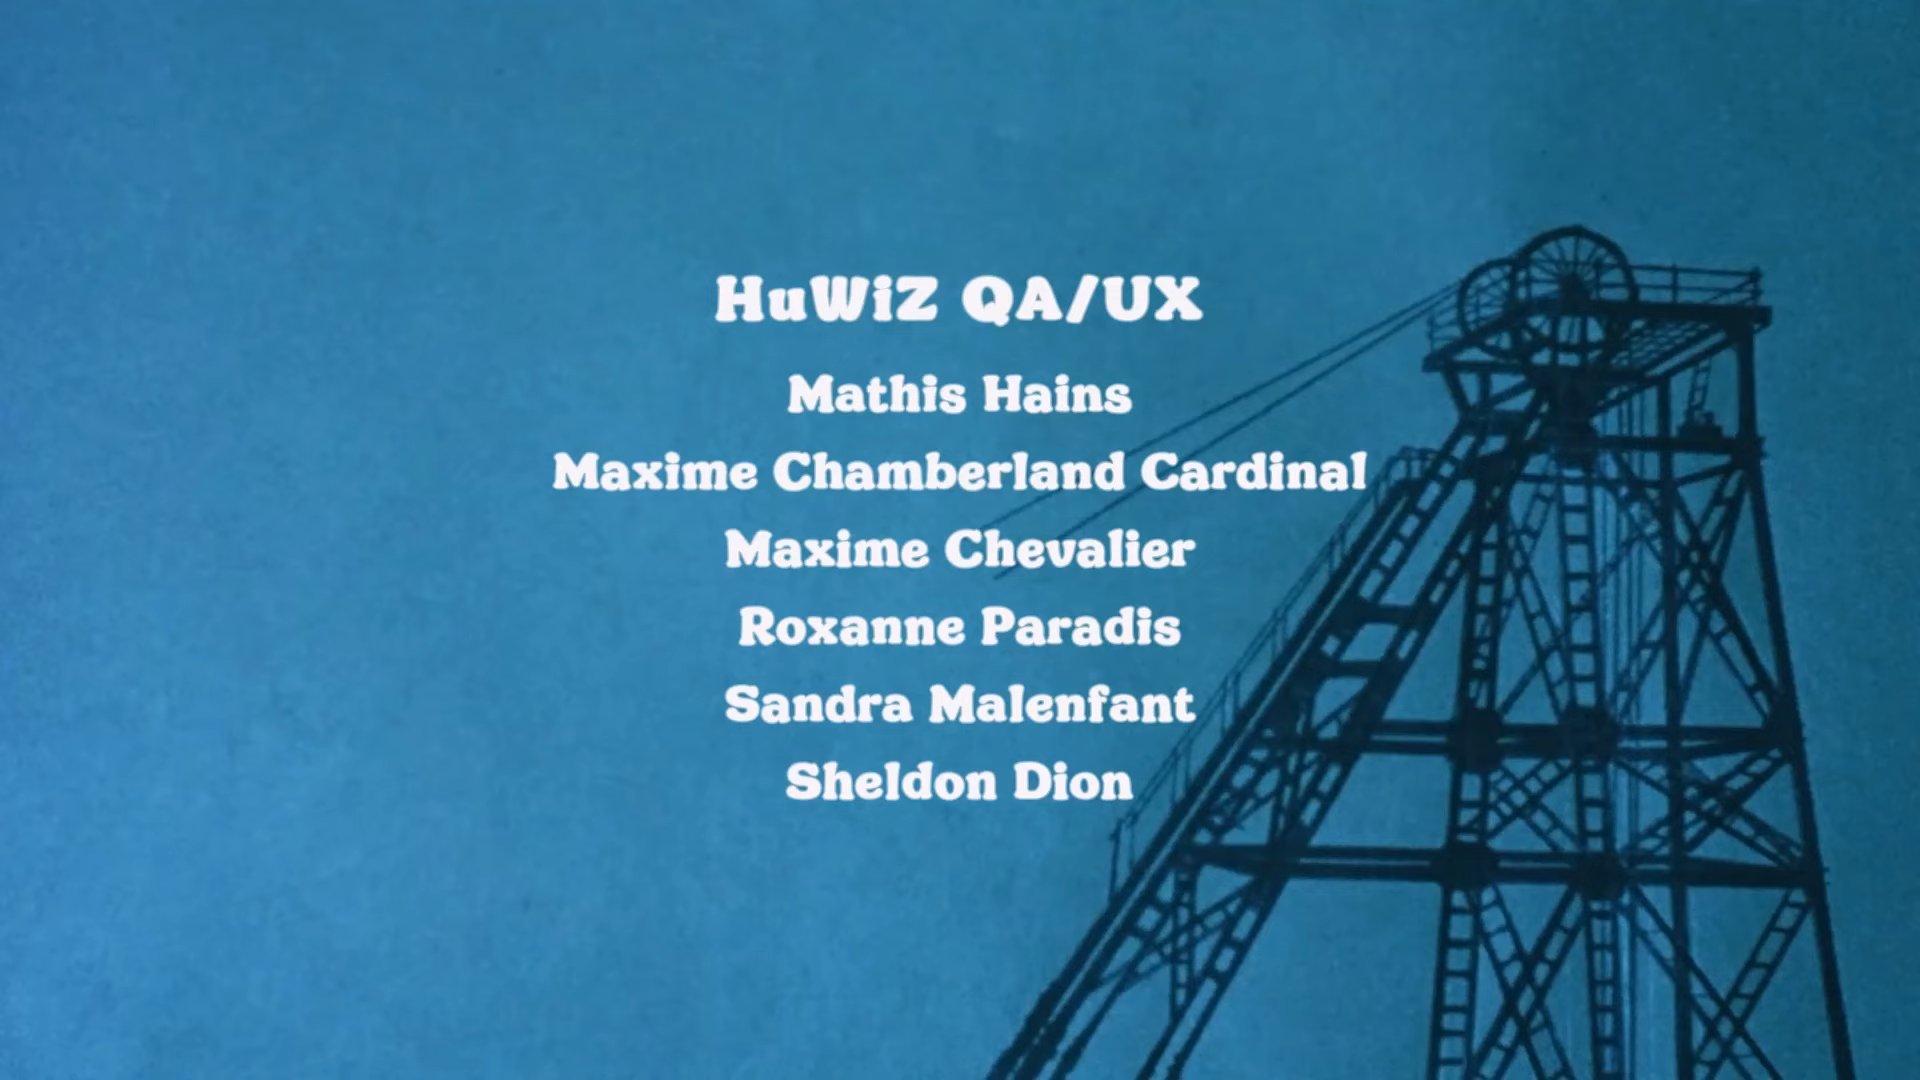 HuWiZ QA/UX
Mathis Hains
Maxime Chamberland Cardinal
Maxime Chevalier
Roxanne Paradis
Sandra Malenfant
Sheldon Dion